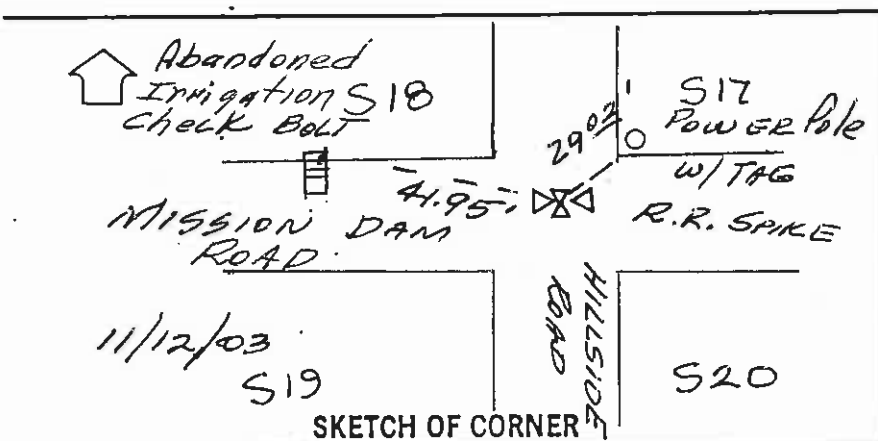 Abandoned
Irrigation S18
Check BOLT
S17
POWER Pole
W/ TAG
R.R. SPIKE
29.02'
41.95'
MISSION DAM
ROAD
HILLSIDE
ROAD
11/12/03
S19
S20
SKETCH OF CORNER